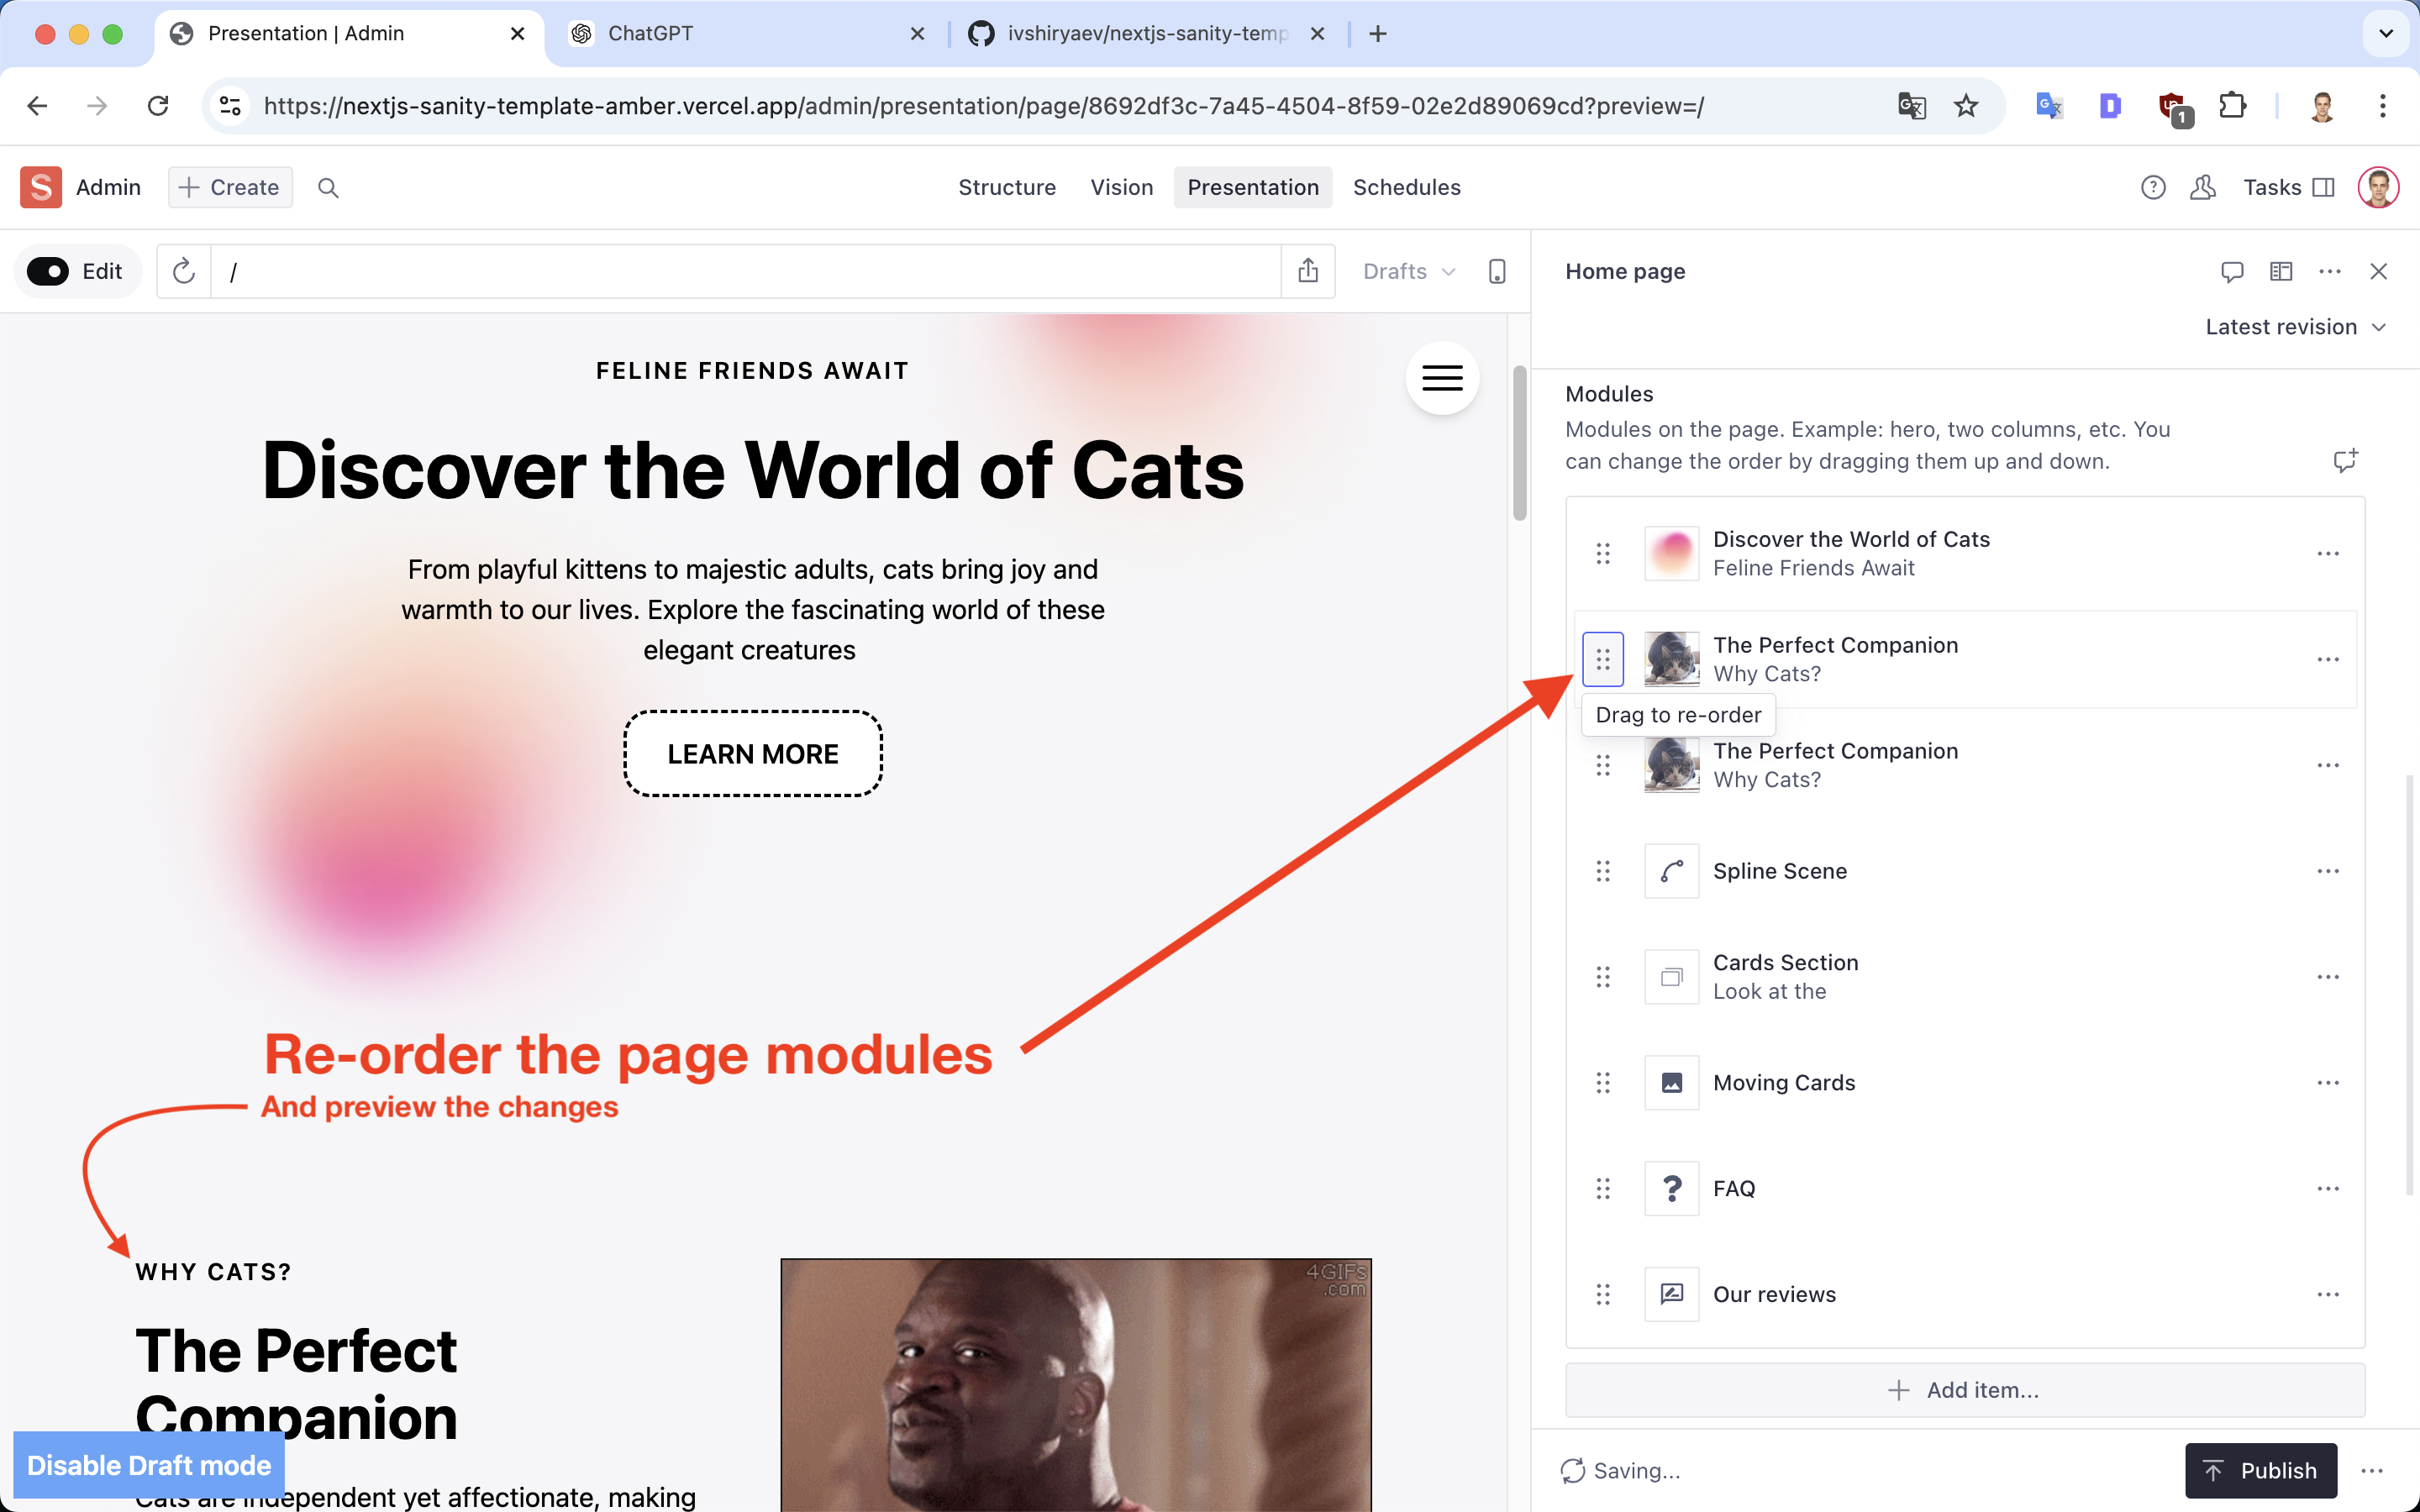 Presentation | Admin
ChatGPT
ivshiryaev/nextjs-sanity-temp
https://nextjs-sanity-template-amber.vercel.app/admin/presentation/page/8692df3c-7a45-4504-8f59-02e2d89069cd?preview=/
1
S Admin
Create
Structure
Vision
Presentation
Schedules
Tasks
Edit
/
Drafts
Home page
Latest revision
FELINE FRIENDS AWAIT
Discover the World of Cats
From playful kittens to majestic adults, cats bring joy and
warmth to our lives. Explore the fascinating world of these
elegant creatures
LEARN MORE
Re-order the page modules
And preview the changes
WHY CATS?
The Perfect
Companion
Cats are independent yet affectionate, making
4GIFs
.com
Disable Draft mode
Modules
Modules on the page. Example: hero, two columns, etc. You
can change the order by dragging them up and down.
Discover the World of Cats
Feline Friends Await
The Perfect Companion
Why Cats?
Drag to re-order
The Perfect Companion
Why Cats?
Spline Scene
Cards Section
Look at the
Moving Cards
FAQ
Our reviews
Add item...
Saving...
Publish